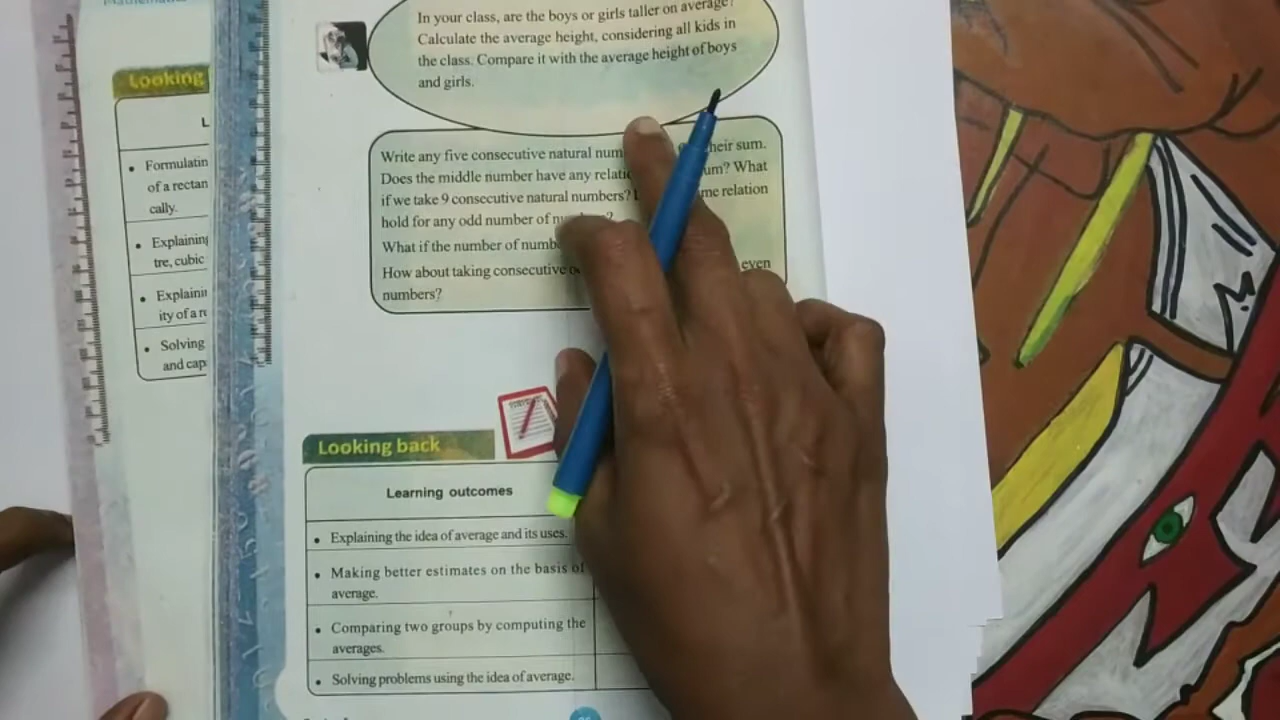 Mathematics
Looking
L
Formulatin
of a rectan
cally.
Explaining
tre, cubic
Explainin
ity of a re
Solving
and cap
In your class, are the boys or girls taller on average?
Calculate the average height, considering all kids in
the class. Compare it with the average height of boys
and girls.
Write any five consecutive natural num heir sum.
Does the middle number have any relatio um? What
if we take 9 consecutive natural numbers? me relation
hold for any odd number of
What if the number of numb
How about taking consecutive even
numbers?
Looking back
Learning outcomes
Explaining the idea of average and its uses.
Making better estimates on the basis of
average.
Comparing two groups by computing the
averages.
Solving problems using the idea of average.